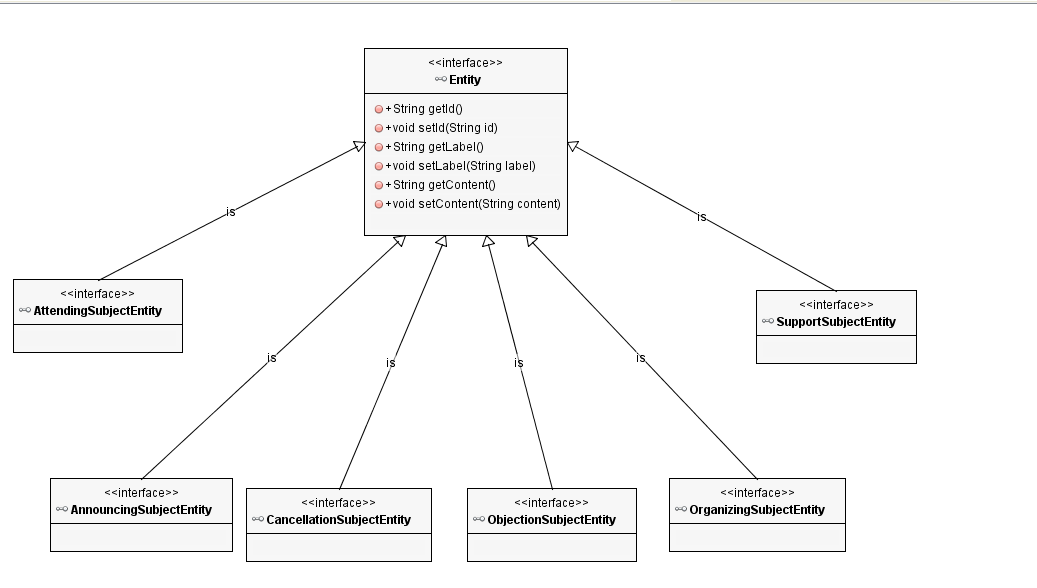 <<interface>>
Entity
+String getId()
+void setId(String id)
+String getLabel()
+void setLabel(String label)
+String getContent()
+void setContent(String content)
is
is
<<interface>>
AttendingSubjectEntity
<<interface>>
SupportSubjectEntity
is
is
is
is
<<interface>>
AnnouncingSubjectEntity
<<interface>>
CancellationSubjectEntity
<<interface>>
ObjectionSubjectEntity
<<interface>>
OrganizingSubjectEntity